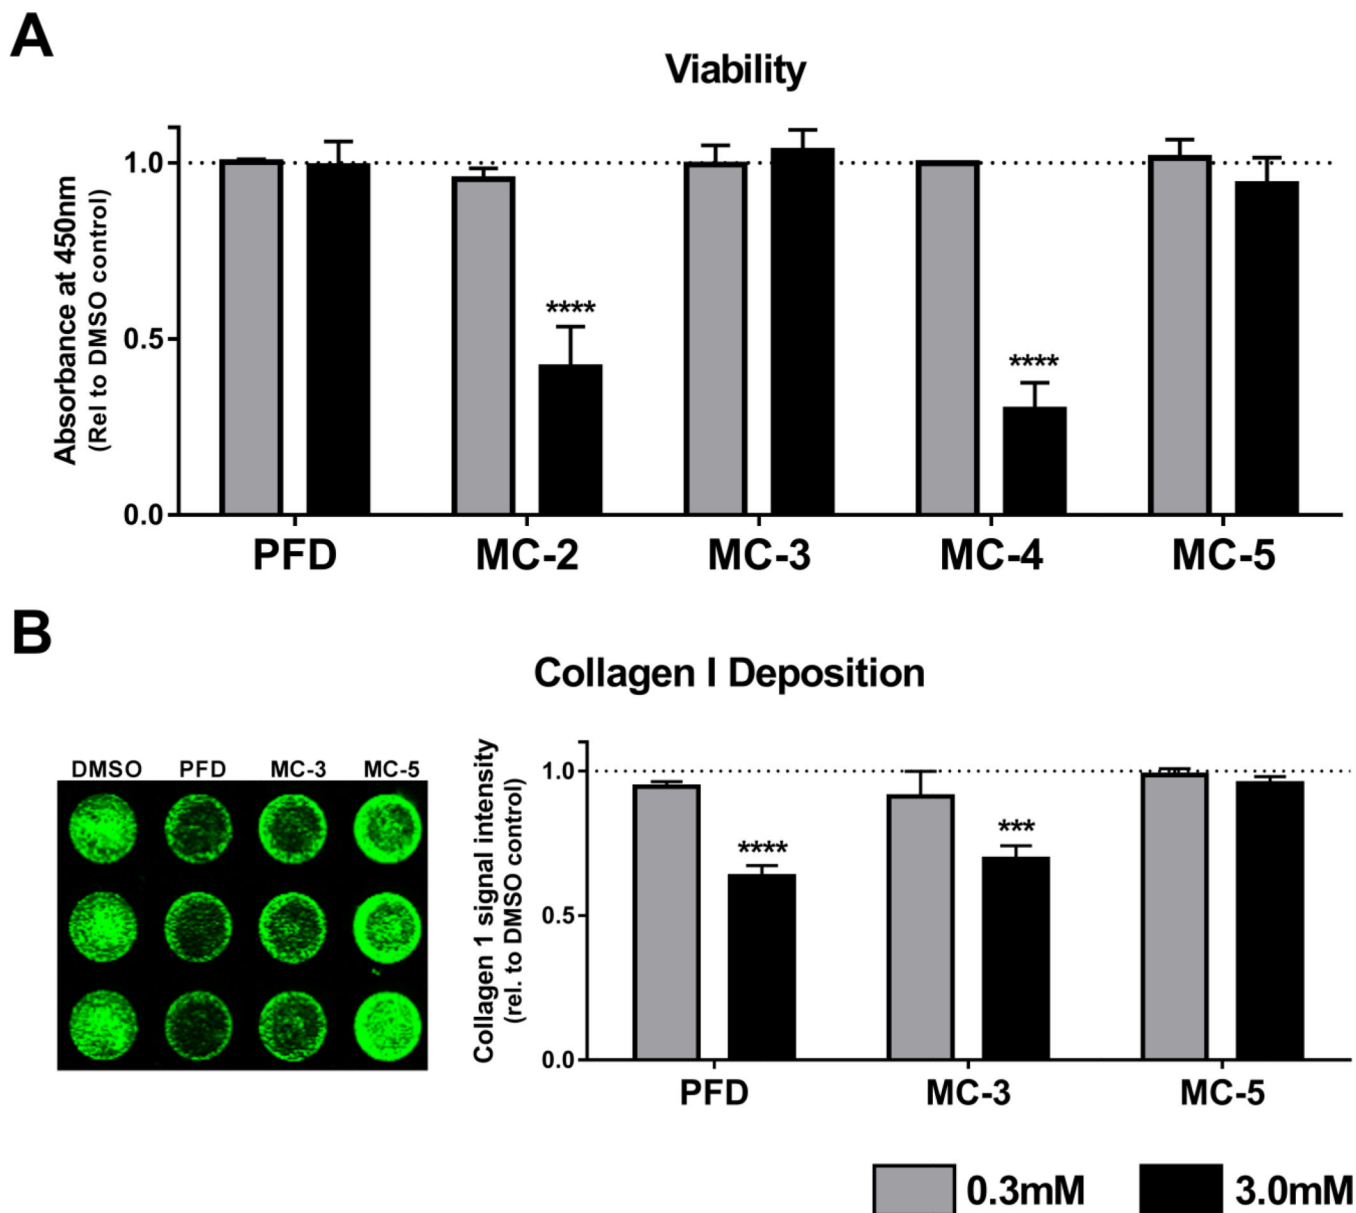 A
Viability
Absorbance at 450nm
(Rel to DMSO control)
1.0
0.5
0.0
****
****
PFD MC-2 MC-3 MC-4 MC-5
B
Collagen I Deposition
DMSO PFD MC-3 MC-5
Collagen 1 signal intensity
(rel. to DMSO control)
1.0
0.5
0.0
****
***
PFD MC-3 MC-5
0.3mM 3.0mM